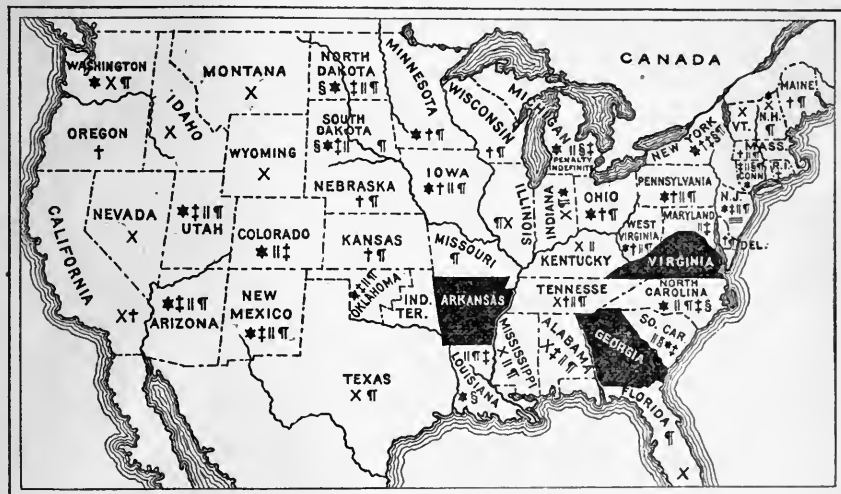 CANADA
WASHINGTON
✱ X ¶
MONTANA
X
IDAHO
X
NORTH
DAKOTA
§ ✱ ‡ ‖ ¶
MINNESOTA
✱ † ¶
WISCONSIN
† ¶
MICHIGAN
✱ ‖ § ‡
PENALTY
INDEFINITE
MAINE
† ¶
X
VT.
X
N.H.
¶
MASS.
R.I.
CONN
NEW YORK
✱ † ‡ § ¶
OREGON
†
SOUTH
DAKOTA
§ ✱ ‡ ‖ ¶
WYOMING
X
IOWA
✱ † ‖ ¶
NEBRASKA
† ¶
ILLINOIS
¶ X
INDIANA
X ¶ ✱
OHIO
✱ † ¶
PENNSYLVANIA
✱ † ‖ ¶
N.J.
✱ ‡ ‖ ¶
MARYLAND
‖ ‡
DEL.
† ¶
NEVADA
X
UTAH
✱ ‡ ‖ ¶
COLORADO
✱ ‖ ‡
KANSAS
† ¶
MISSOURI
¶
WEST
VIRGINIA
✱ † ‖ ¶
KENTUCKY
X ‖
VIRGINIA
CALIFORNIA
X †
✱ ‡ ‖ ¶
ARIZONA
NEW
MEXICO
✱ ‡ ‖ ¶
✱ ‡ ‖ ¶
OKLAHOMA
IND.
TER.
ARKANSAS
TENNESSE
X ‡ ‖ ¶
NORTH
CAROLINA
✱ ‖ ¶ ‡ §
SO. CAR
‖ § ✱ ‡
TEXAS
X ¶
‖ ¶ ‡
LOUISIANA
✱ §
MISSISSIPPI
X ‖ ¶
ALABAMA
X ‡ ‖ ¶
GEORGIA
FLORIDA ¶
X